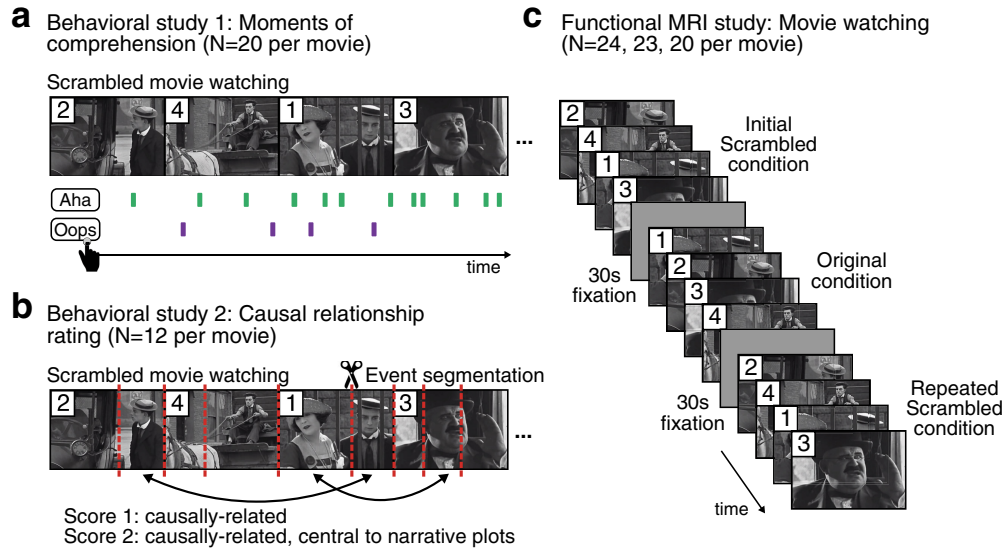 a Behavioral study 1: Moments of
comprehension (N=20 per movie)
Scrambled movie watching
2 4 1 3
...
Aha
Oops
time
b Behavioral study 2: Causal relationship
rating (N=12 per movie)
Scrambled movie watching Event segmentation
2 4 1 3
...
Score 1: causally-related
Score 2: causally-related, central to narrative plots
c Functional MRI study: Movie watching
(N=24, 23, 20 per movie)
2
4
1
3
Initial
Scrambled
condition
30s
fixation
1
2
3
4
Original
condition
30s
fixation
2
4
1
3
Repeated
Scrambled
condition
time